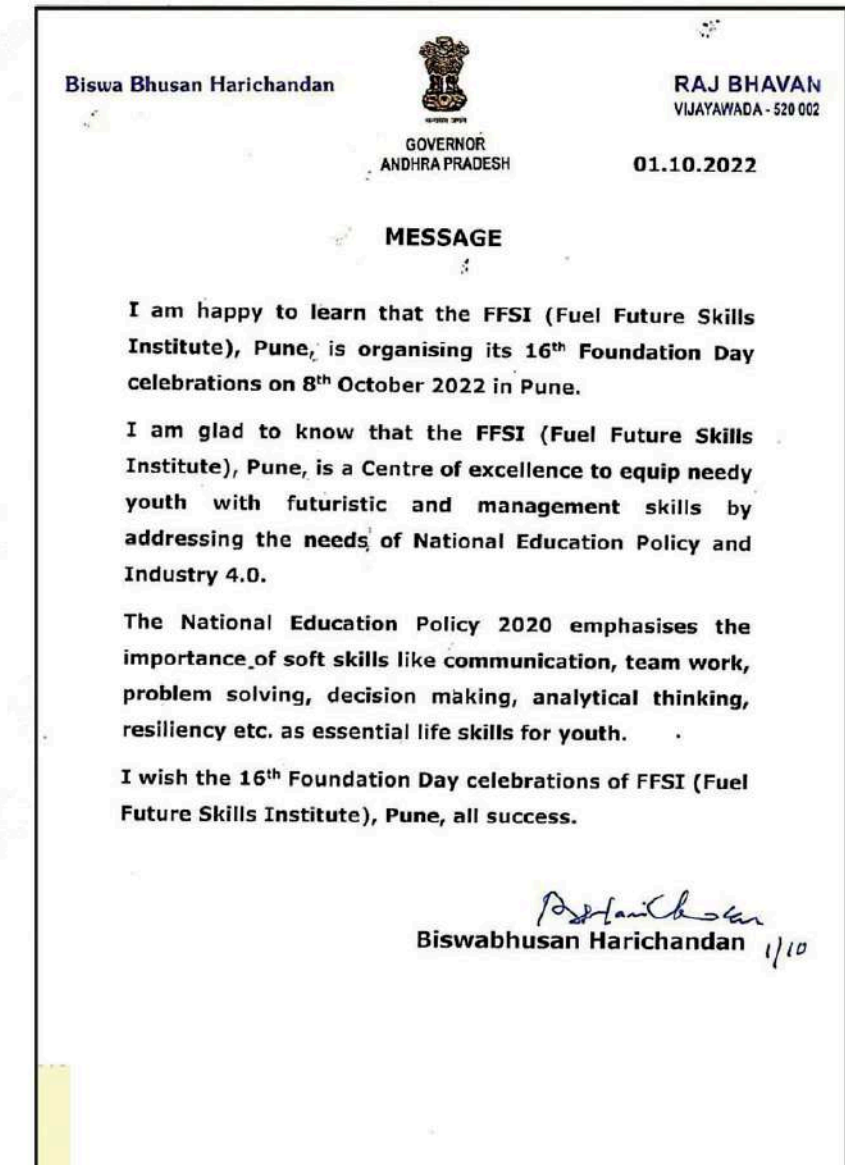 Biswa Bhusan Harichandan
RAJ BHAVAN
VIJAYAWADA - 520 002
GOVERNOR
ANDHRA PRADESH
01.10.2022
MESSAGE
I am happy to learn that the FFSI (Fuel Future Skills
Institute), Pune, is organising its 16th Foundation Day
celebrations on 8th October 2022 in Pune.
I am glad to know that the FFSI (Fuel Future Skills
Institute), Pune, is a Centre of excellence to equip needy
youth with futuristic and management skills by
addressing the needs of National Education Policy and
Industry 4.0.
The National Education Policy 2020 emphasises the
importance of soft skills like communication, team work,
problem solving, decision making, analytical thinking,
resiliency etc. as essential life skills for youth.
I wish the 16th Foundation Day celebrations of FFSI (Fuel
Future Skills Institute), Pune, all success.
Biswabhusan Harichandan 1/10